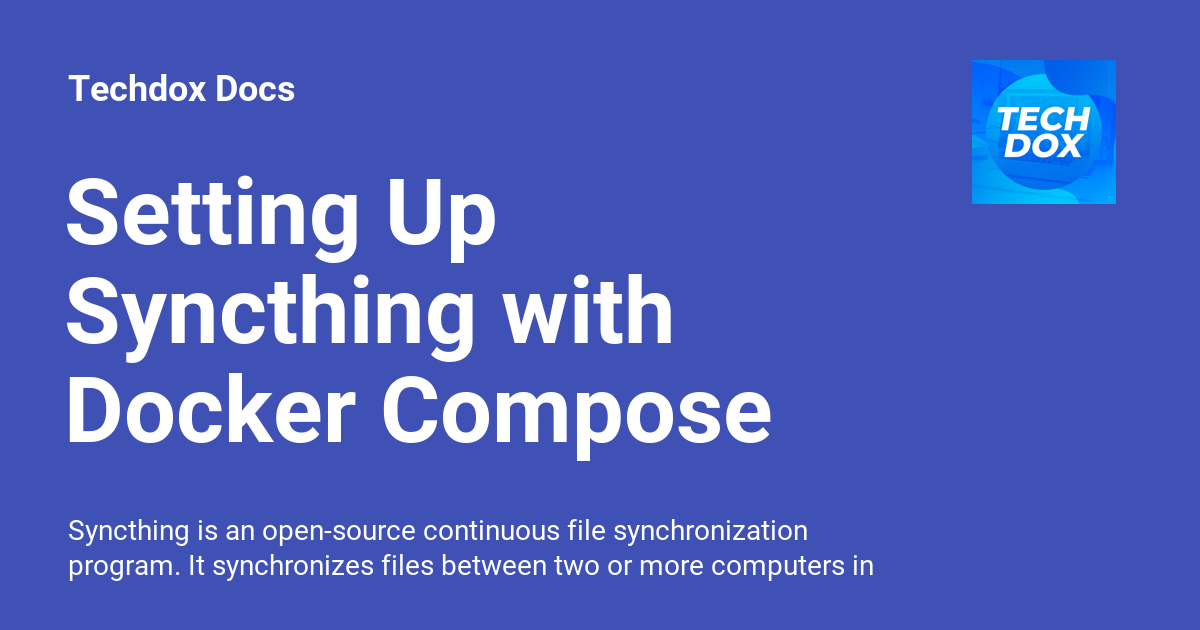 Techdox Docs
TECH
DOX
Setting Up
Syncthing with
Docker Compose
Syncthing is an open-source continuous file synchronization
program. It synchronizes files between two or more computers in